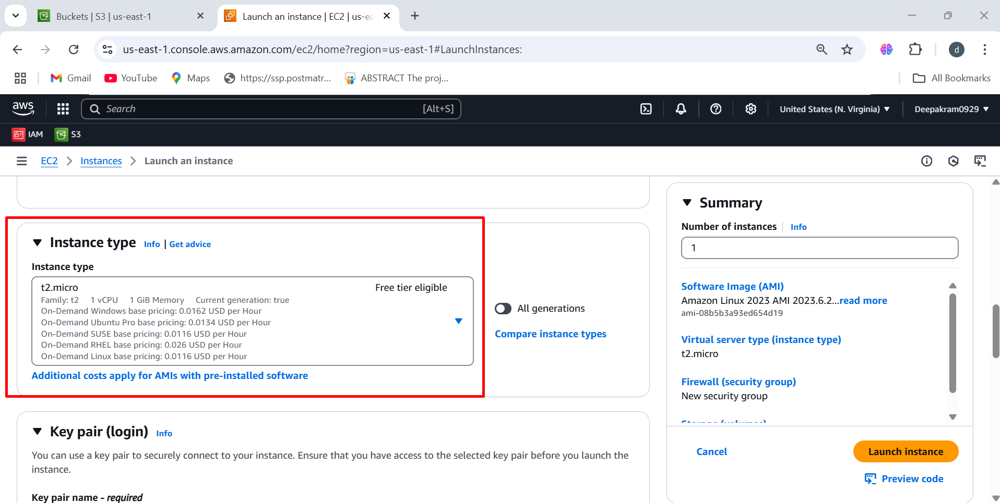 Buckets | S3 | us-east-1
Launch an instance | EC2 | us-ea
us-east-1.console.aws.amazon.com/ec2/home?region=us-east-1#LaunchInstances:
d
Gmail
YouTube
Maps
https://ssp.postmatr...
ABSTRACT The proj...
All Bookmarks
aws
Search
[Alt+S]
United States (N. Virginia)
Deepakram0929
IAM
S3
EC2
Instances
Launch an instance
Instance type Info | Get advice
Instance type
t2.micro Free tier eligible
Family: t2 1 vCPU 1 GiB Memory Current generation: true
On-Demand Windows base pricing: 0.0162 USD per Hour
On-Demand Ubuntu Pro base pricing: 0.0134 USD per Hour
On-Demand SUSE base pricing: 0.0116 USD per Hour
On-Demand RHEL base pricing: 0.026 USD per Hour
On-Demand Linux base pricing: 0.0116 USD per Hour
Additional costs apply for AMIs with pre-installed software
All generations
Compare instance types
Key pair (login) Info
You can use a key pair to securely connect to your instance. Ensure that you have access to the selected key pair before you launch the
instance.
Key pair name - required
Summary
Number of instances Info
1
Software Image (AMI)
Amazon Linux 2023 AMI 2023.6.2...read more
ami-08b5b3a93ed654d19
Virtual server type (instance type)
t2.micro
Firewall (security group)
New security group
Storage (volumes)
Cancel
Launch instance
Preview code